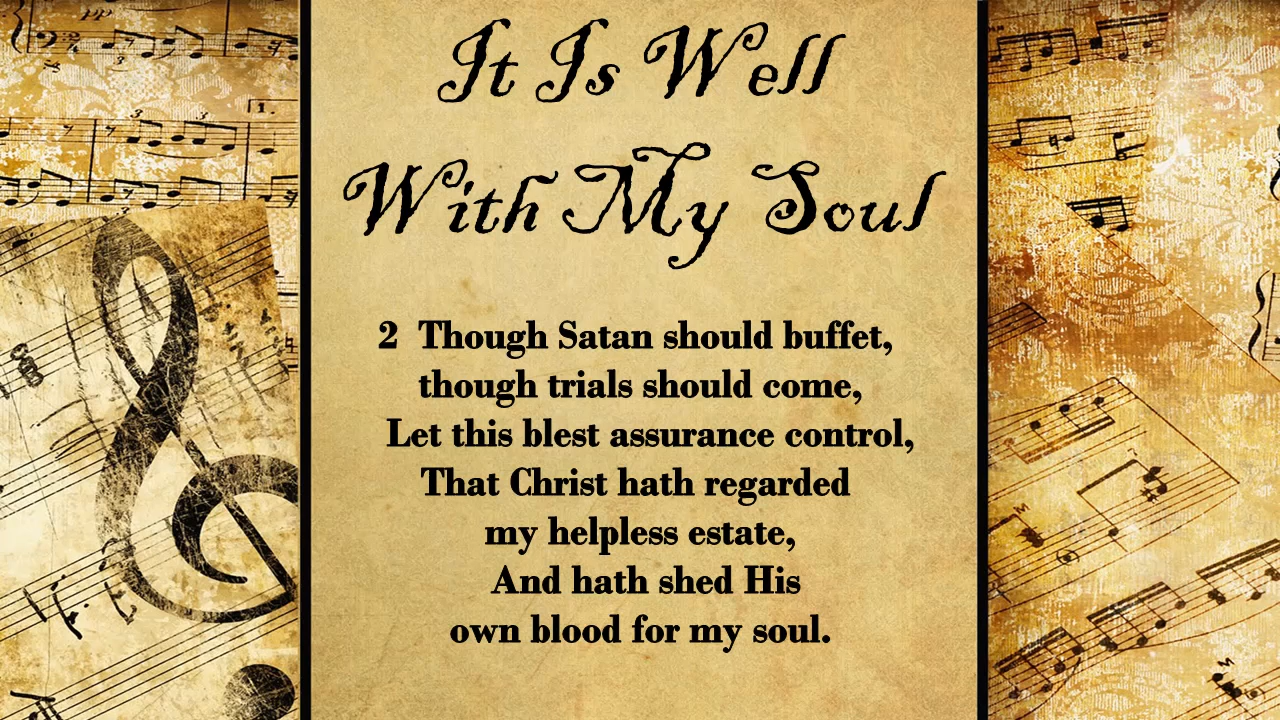 It Is Well
With My Soul
2 Though Satan should buffet,
though trials should come,
Let this blest assurance control,
That Christ hath regarded
my helpless estate,
And hath shed His
own blood for my soul.